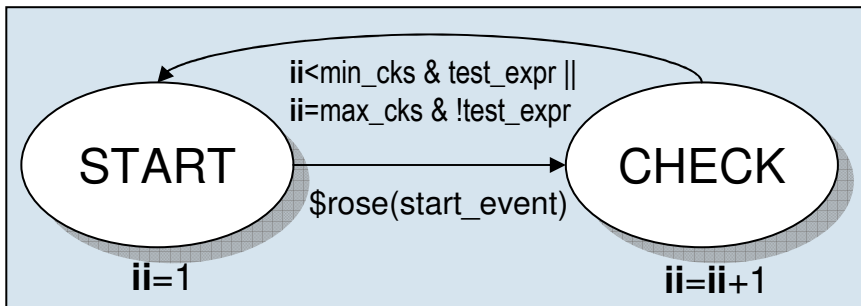 ii<min_cks & test_expr ||
ii=max_cks & !test_expr
START
CHECK
$rose(start_event)
ii=1
ii=ii+1